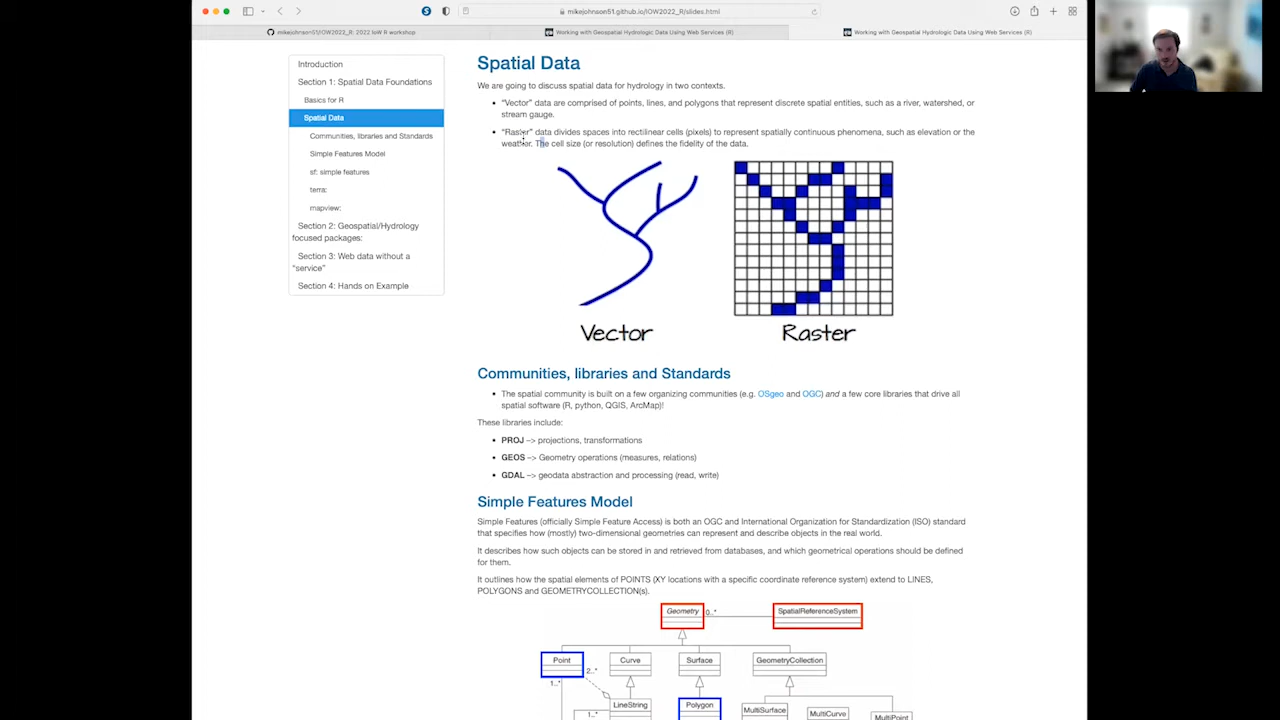 mikejohnson51.github.io/IOW2022_R/slides.html
mikejohnson51/IOW2022_R: 2022 IoW R workshop
Working with Geospatial Hydrologic Data Using Web Services (R)
Working with Geospatial Hydrologic Data Using Web Services (R)
Introduction
Section 1: Spatial Data Foundations
Basics for R
Spatial Data
Communities, libraries and Standards
Simple Features Model
sf: simple features
terra:
mapview:
Section 2: Geospatial/Hydrology
focused packages:
Section 3: Web data without a
"service"
Section 4: Hands on Example
Spatial Data
We are going to discuss spatial data for hydrology in two contexts.
• "Vector" data are comprised of points, lines, and polygons that represent discrete spatial entities, such as a river, watershed, or
stream gauge.
• "Raster" data divides spaces into rectilinear cells (pixels) to represent spatially continuous phenomena, such as elevation or the
weather. The cell size (or resolution) defines the fidelity of the data.
Vector
Raster
Communities, libraries and Standards
• The spatial community is built on a few organizing communities (e.g. OSgeo and OGC) and a few core libraries that drive all
spatial software (R, python, QGIS, ArcMap)!
These libraries include:
• PROJ –> projections, transformations
• GEOS –> Geometry operations (measures, relations)
• GDAL –> geodata abstraction and processing (read, write)
Simple Features Model
Simple Features (officially Simple Feature Access) is both an OGC and International Organization for Standardization (ISO) standard
that specifies how (mostly) two-dimensional geometries can represent and describe objects in the real world.
It describes how such objects can be stored in and retrieved from databases, and which geometrical operations should be defined
for them.
It outlines how the spatial elements of POINTS (XY locations with a specific coordinate reference system) extend to LINES,
POLYGONS and GEOMETRYCOLLECTION(s).
Geometry
0..*
SpatialReferenceSystem
Point
Curve
Surface
GeometryCollection
2..*
1..*
LineString
Polygon
MultiSurface
MultiCurve
MultiPoint
1..*